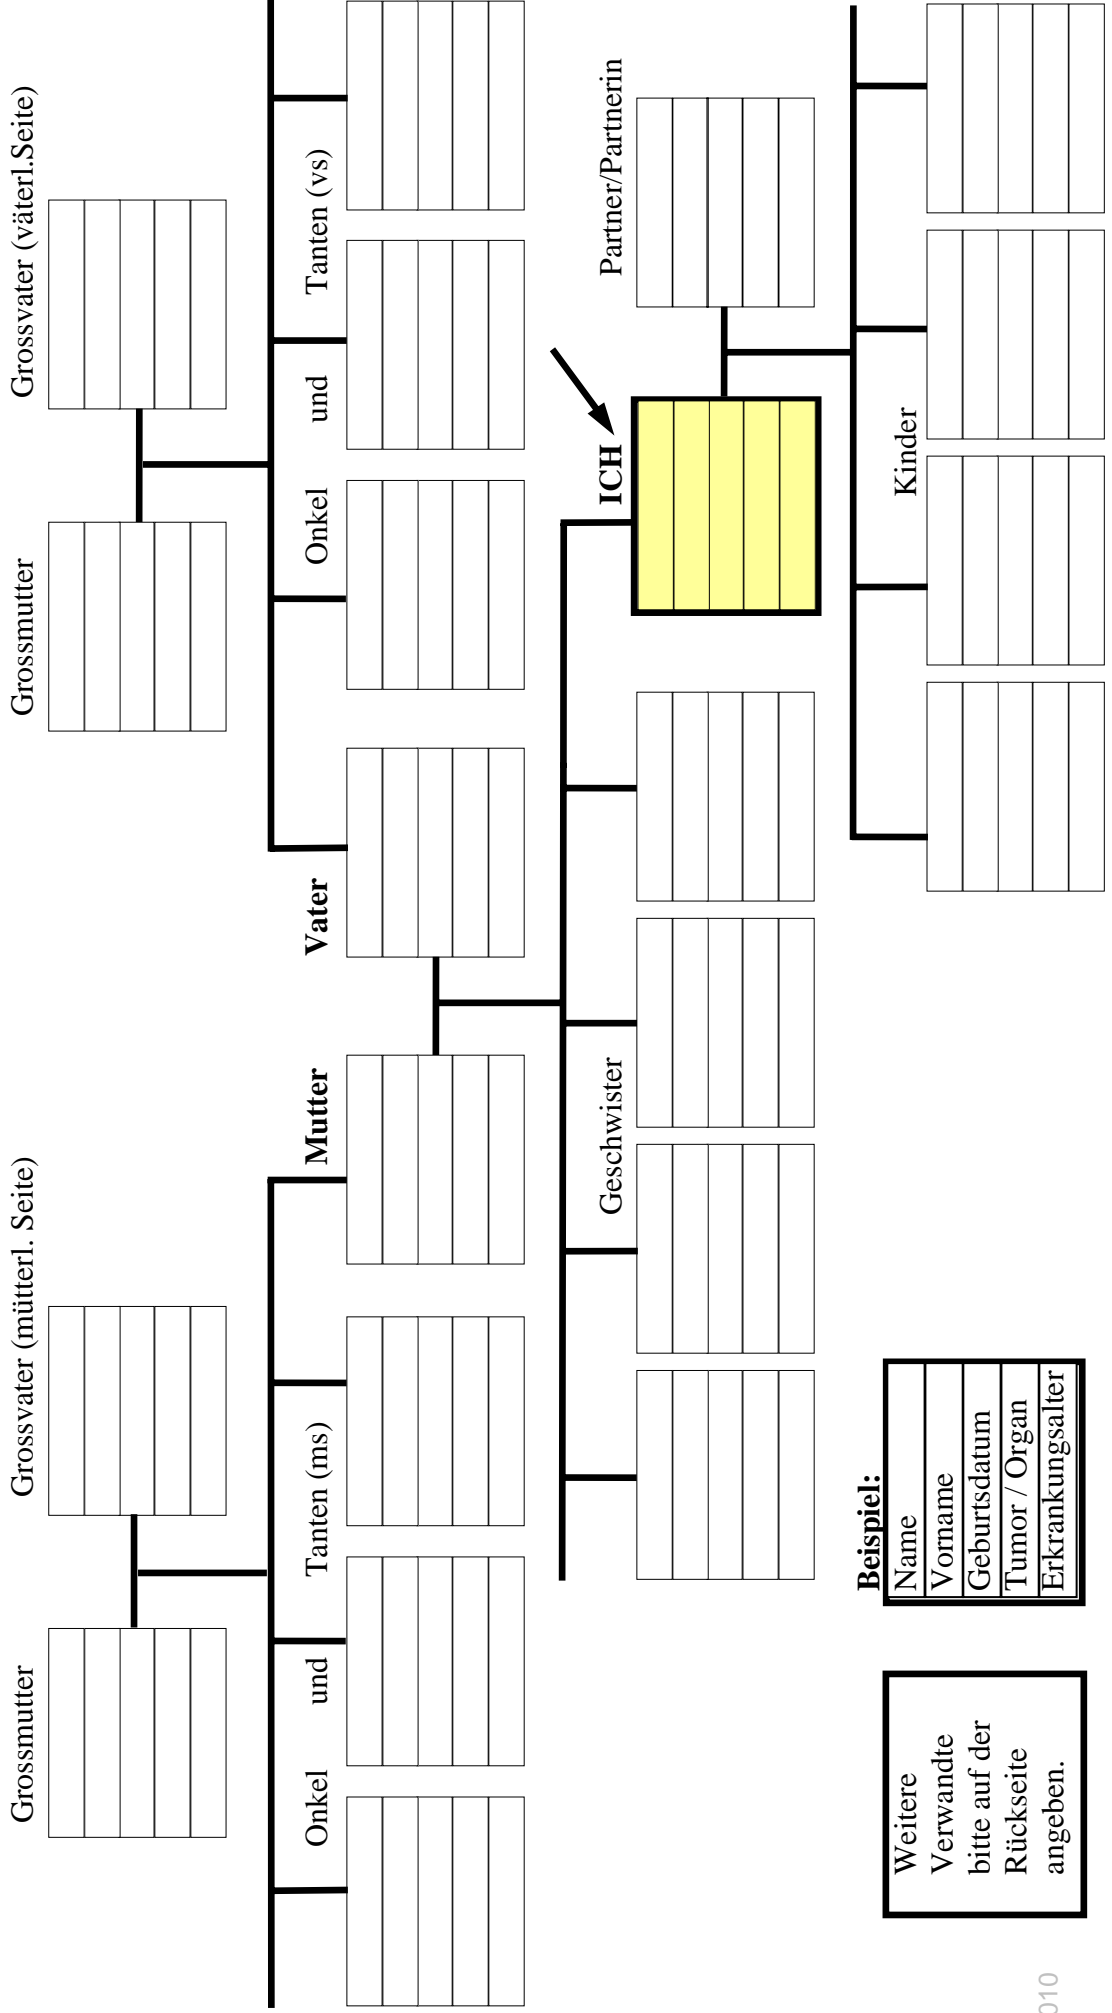 Grossmutter
Grossvater (mütterl. Seite)
Grossmutter
Grossvater (väterl.Seite)
Onkel und Tanten (ms)
Mutter
Vater
Onkel und Tanten (vs)
Geschwister
ICH
Partner/Partnerin
Kinder
Weitere
Verwandte
bitte auf der
Rückseite
angeben.
Beispiel:
Name
Vorname
Geburtsdatum
Tumor / Organ
Erkrankungsalter
010